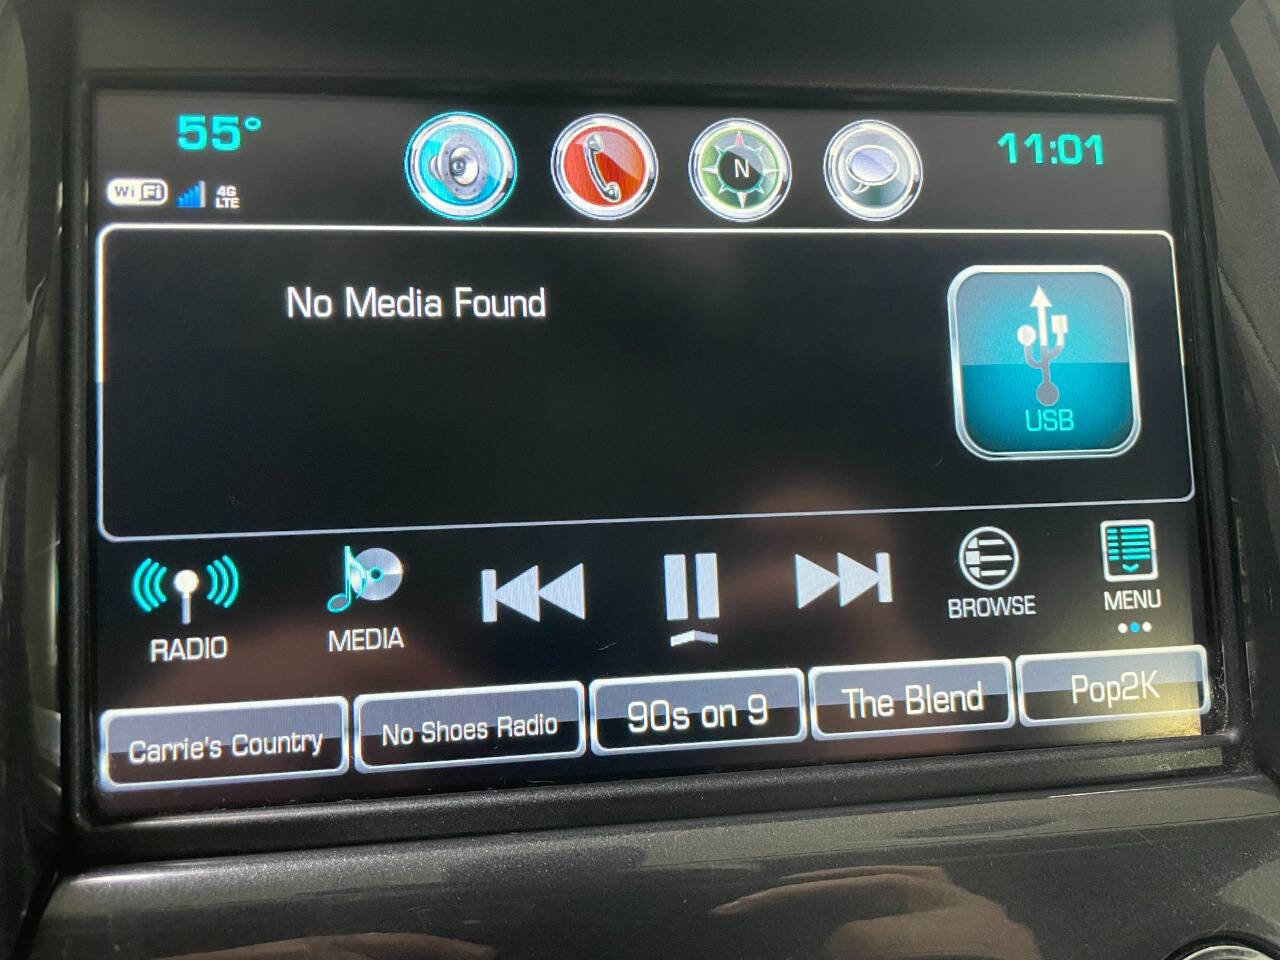 55°
11:01
WiFi
4G
LTE
N
No Media Found
USB
RADIO
MEDIA
BROWSE
MENU
Carrie's Country
No Shoes Radio
90s on 9
The Blend
Pop2K